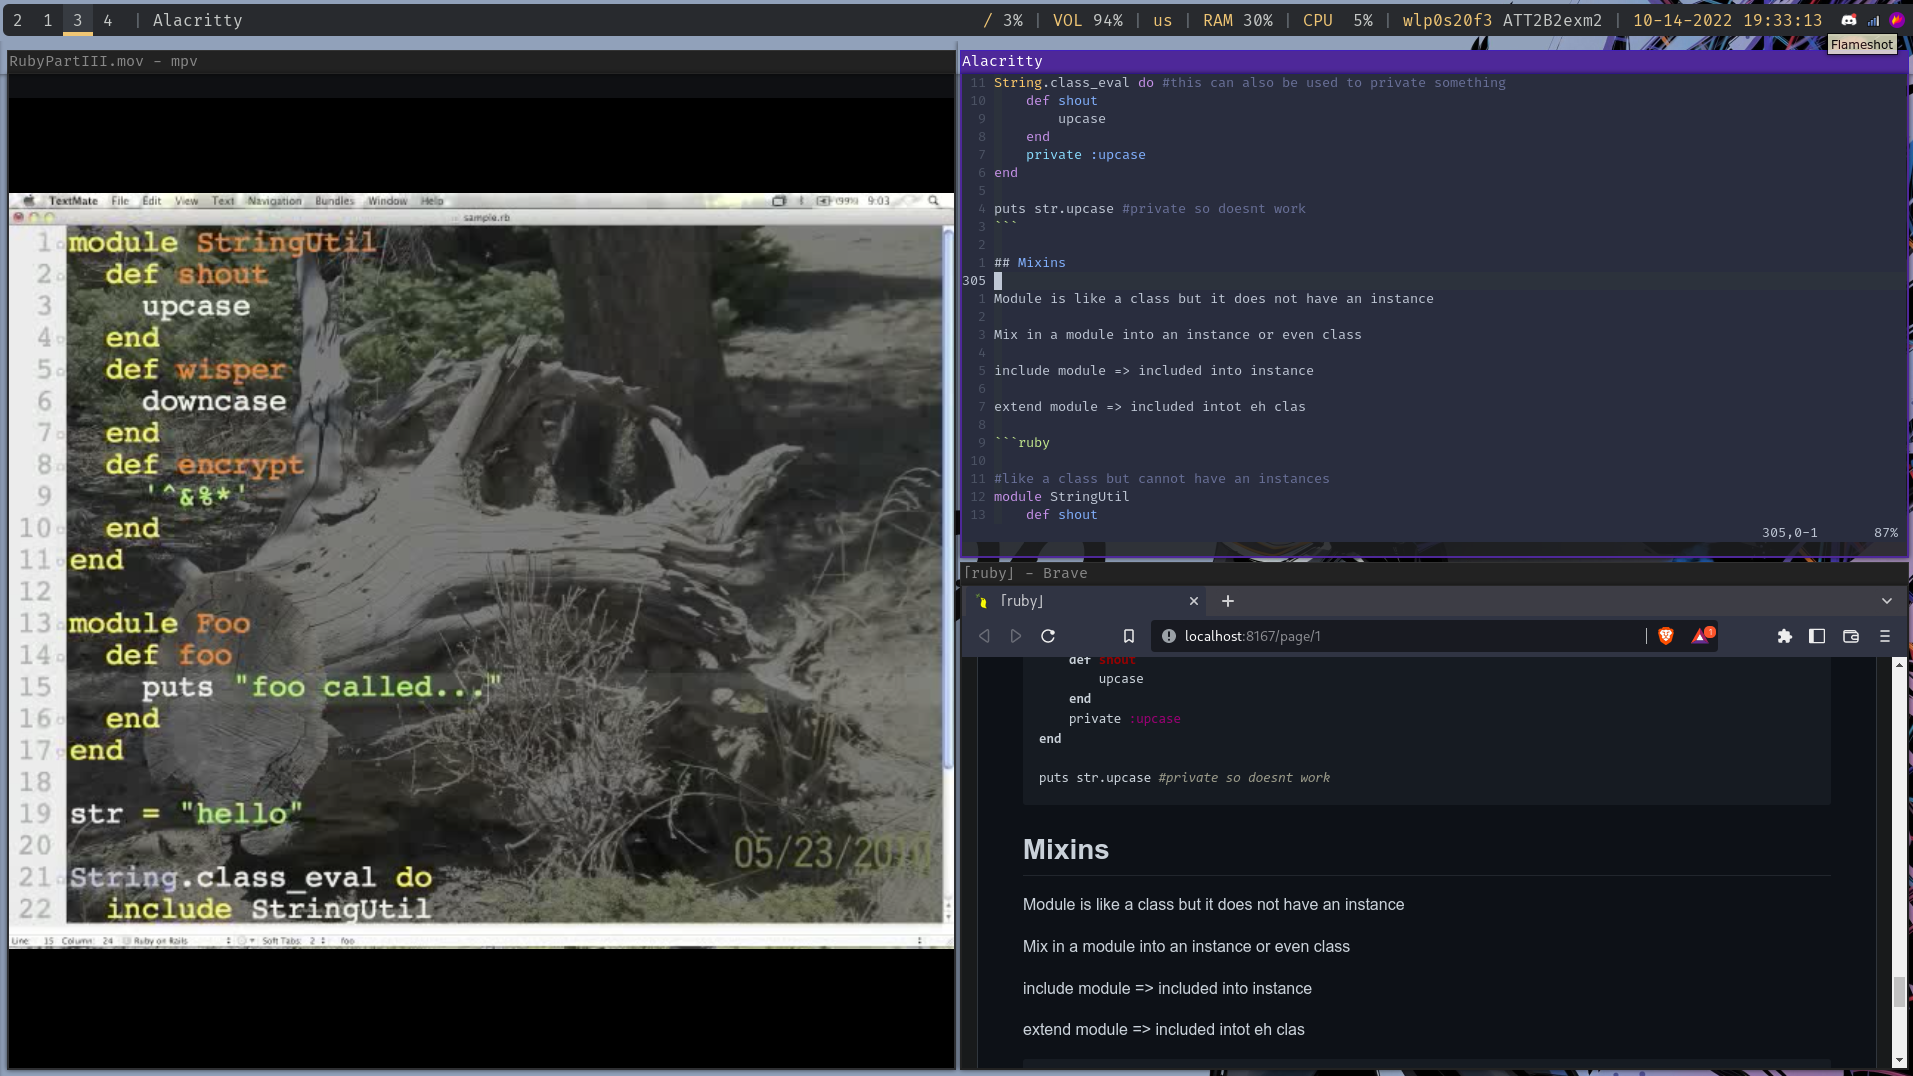 2 1 3 4 | Alacritty
/ 3% | VOL 94% | us | RAM 30% | CPU 5% | wlp0s20f3 ATT2B2exm2 | 10-14-2022 19:33:13
Flameshot
RubyPartIII.mov - mpv
TextMate File Edit View Text Navigation Bundles Window Help
(99%) 9:03
sample.rb
1 module StringUtil
2 def shout
3 upcase
4 end
5 def wisper
6 downcase
7 end
8 def encrypt
9 '^&%*'
10 end
11 end
12
13 module Foo
14 def foo
15 puts "foo called..."
16 end
17 end
18
19 str = "hello"
20
21 String.class_eval do
22 include StringUtil
05/23/2010
Line: 15 Column: 24 Ruby on Rails Soft Tabs: 2 foo
Alacritty
11 String.class_eval do #this can also be used to private something
10 def shout
9 upcase
8 end
7 private :upcase
6 end
5
4 puts str.upcase #private so doesnt work
3 ```
2
1 ## Mixins
305
1 Module is like a class but it does not have an instance
2
3 Mix in a module into an instance or even class
4
5 include module => included into instance
6
7 extend module => included intot eh clas
8
9 ```ruby
10
11 #like a class but cannot have an instances
12 module StringUtil
13 def shout
305,0-1 87%
「ruby」 - Brave
「ruby」
localhost:8167/page/1
1
def shout
upcase
end
private :upcase
end
puts str.upcase #private so doesnt work
Mixins
Module is like a class but it does not have an instance
Mix in a module into an instance or even class
include module => included into instance
extend module => included intot eh clas